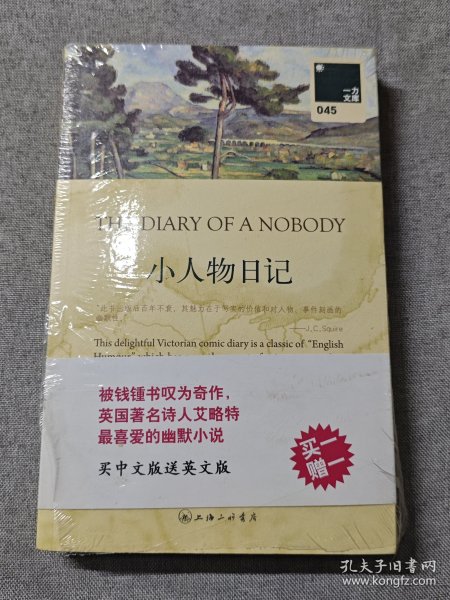 一力
文库
045
THE DIARY OF A NOBODY
小人物日记
——J.C. Squire
This delightful Victorian comic diary is a classic of "English
被钱锺书叹为奇作，
英国著名诗人艾略特
最喜爱的幽默小说
买中文版送英文版
买一
赠一
上海三联书店
孔夫子旧书网
www.kongfz.com